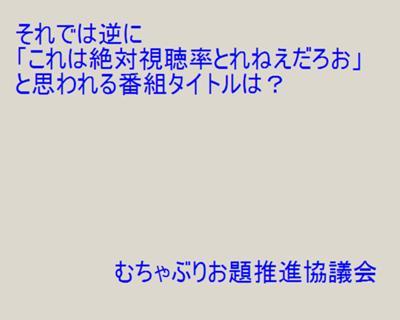 それでは逆に
「これは絶対視聴率とれねえだろお」
と思われる番組タイトルは？
むちゃぶりお題推進協議会